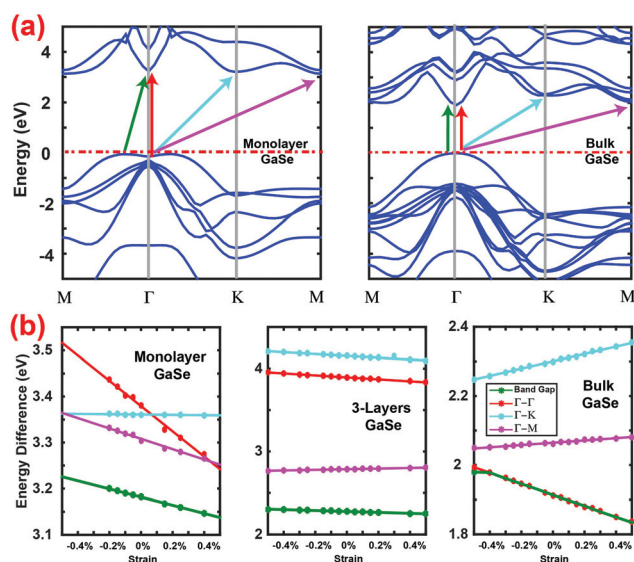 (a)
Energy (eV)
4
2
0
-2
-4
Monolayer
GaSe
M Γ K M
Bulk
GaSe
M Γ K M
(b)
Energy Difference (eV)
3.5
3.4
3.3
3.2
3.1
Monolayer
GaSe
-0.4% -0.2% 0% 0.2% 0.4%
Strain
4
3
2
3-Layers
GaSe
-0.4% -0.2% 0% 0.2% 0.4%
Strain
2.4
2.2
2
1.8
Band Gap
Γ-Γ
Γ-K
Γ-M
Bulk
GaSe
-0.4% -0.2% 0% 0.2% 0.4%
Strain